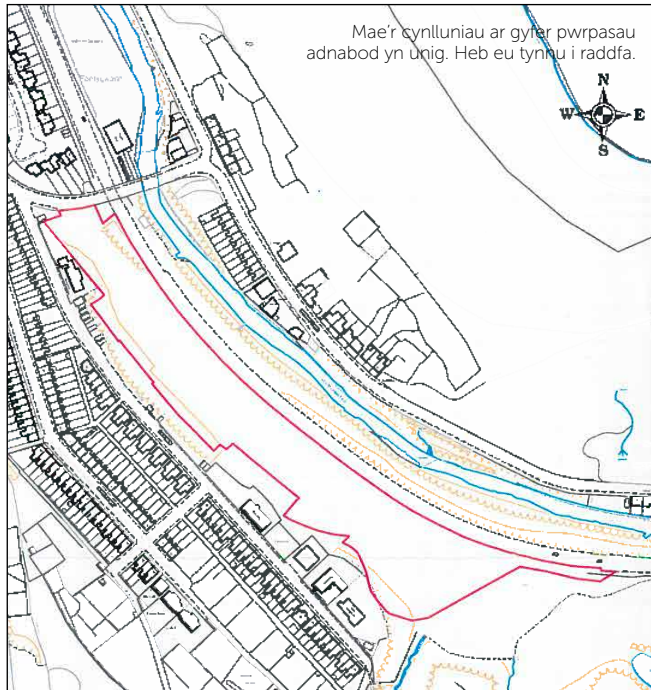 Mae'r cynlluniau ar gyfer pwrpasau
adnabod yn unig. Heb eu tynnu i raddfa.
N
W E
S